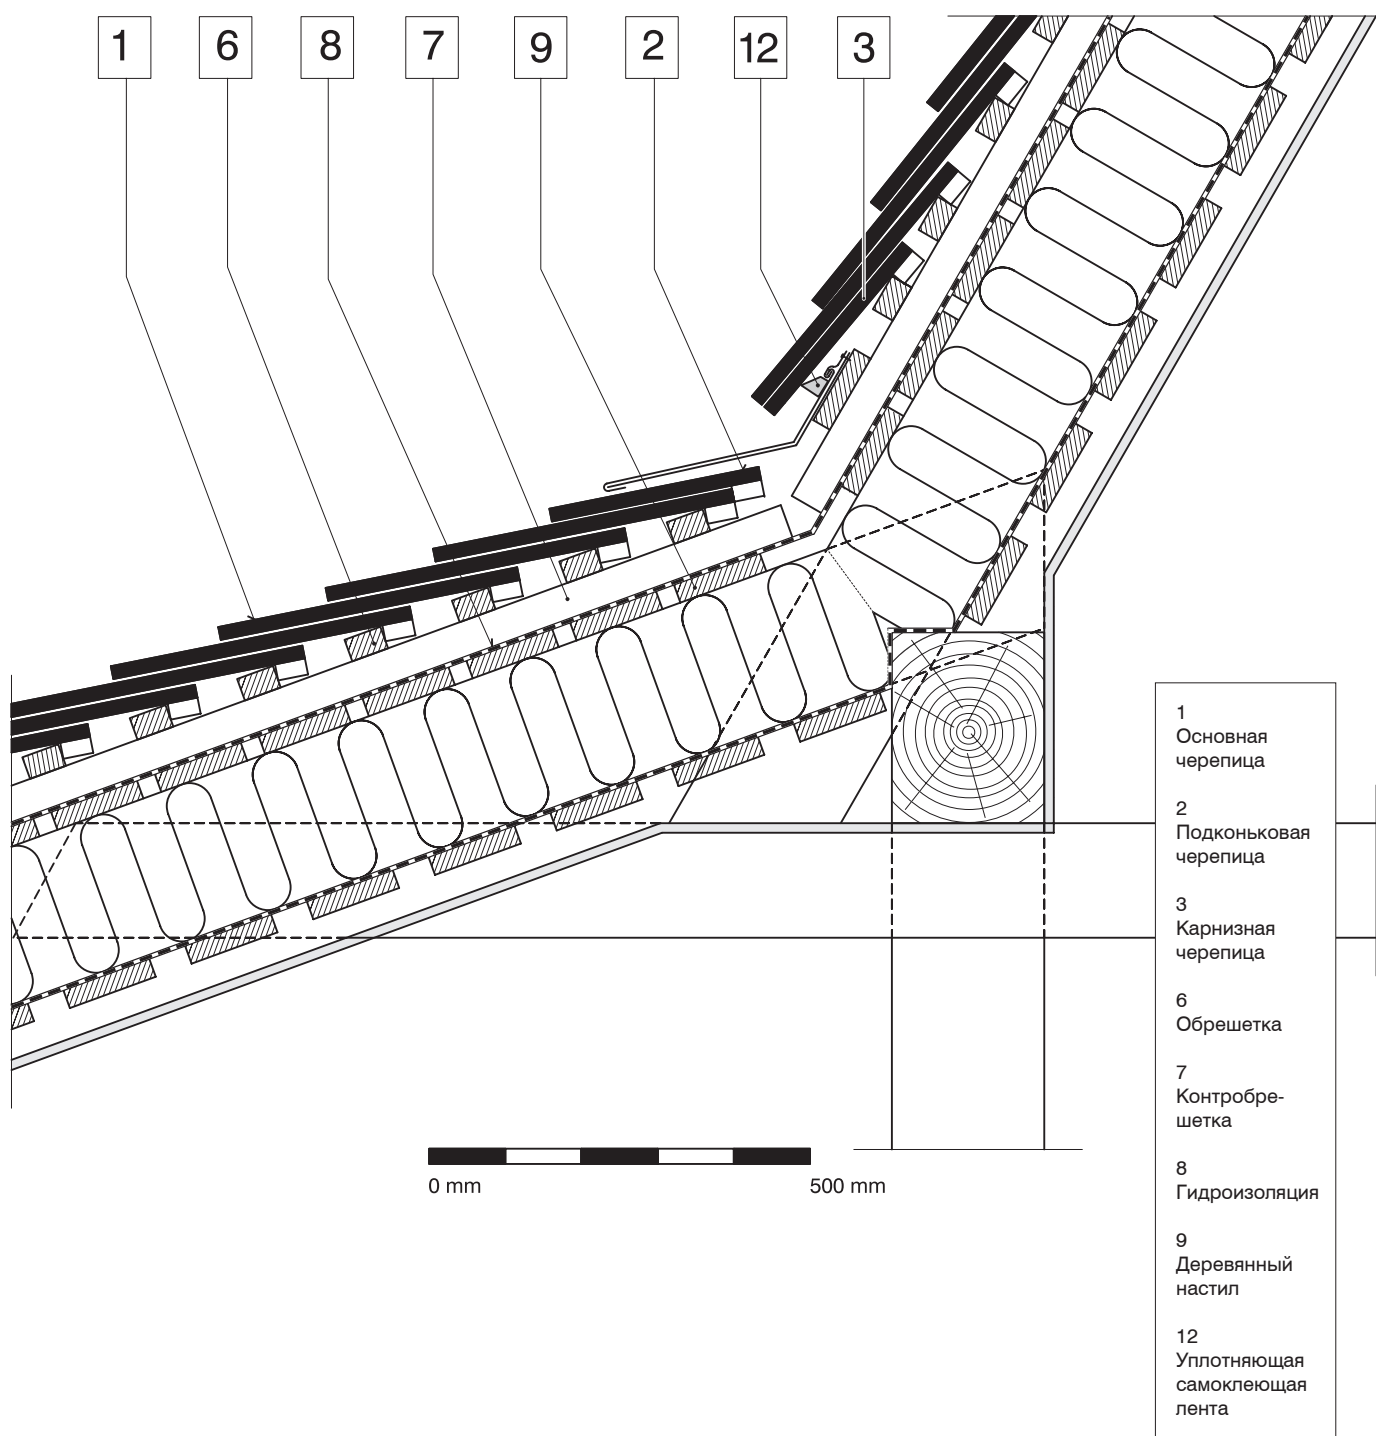 1 6 8 7 9 2 12 3
1
Основная
черепица
2
Подконьковая
черепица
3
Карнизная
черепица
6
Обрешетка
7
Контробре-
шетка
8
Гидроизоляция
9
Деревянный
настил
12
Уплотняющая
самоклеющая
лента
0 mm 500 mm